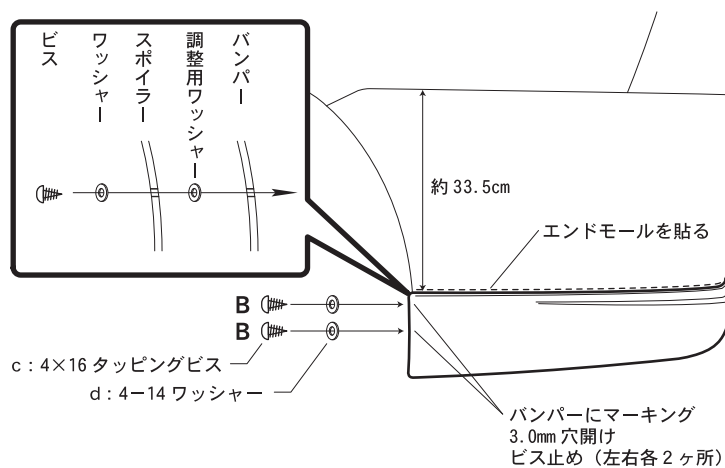 ビス
ワッシャー
スポイラー
調整用ワッシャー
バンパー
約33.5cm
エンドモールを貼る
B
B
c：4×16 タッピングビス
d：4−14 ワッシャー
バンパーにマーキング
3.0mm 穴開け
ビス止め（左右各２ヶ所）